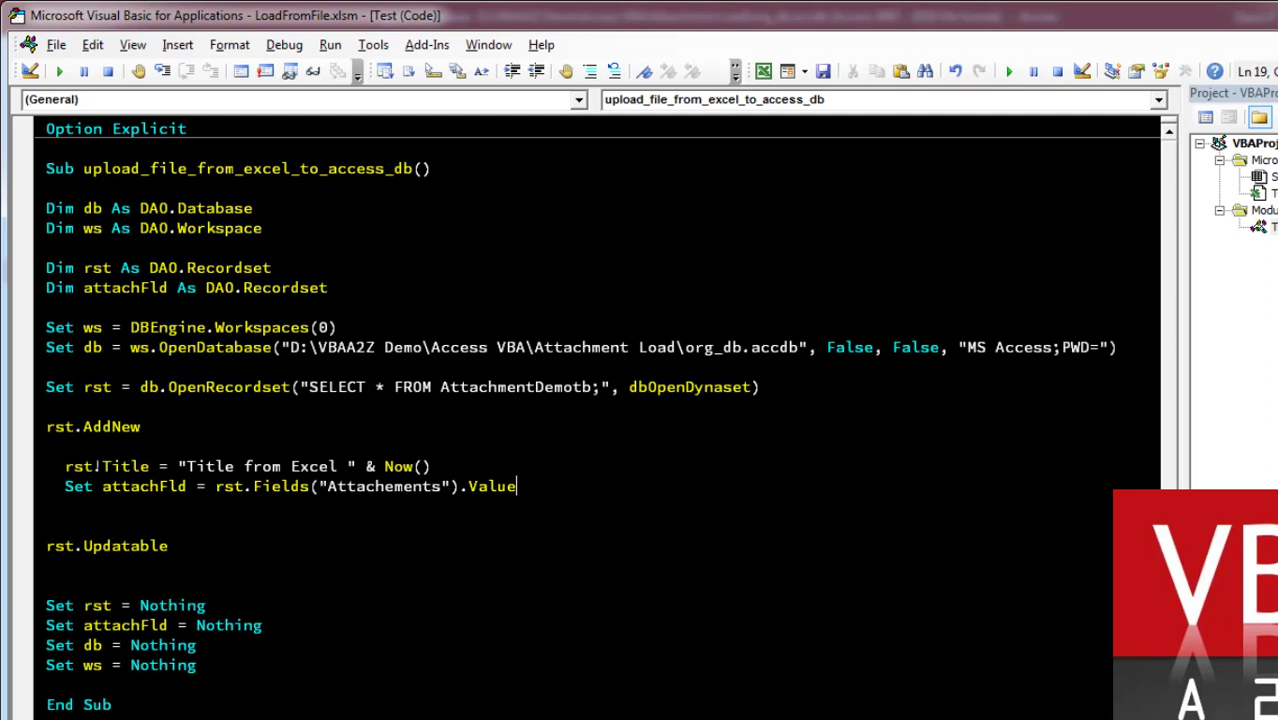 Microsoft Visual Basic for Applications - LoadFromFile.xlsm - [Test (Code)]
File Edit View Insert Format Debug Run Tools Add-Ins Window Help
Ln 19, C
(General) upload_file_from_excel_to_access_db
Project - VBAPro
Option Explicit
VBAProj
Micro
S
T
Modu
T
Sub upload_file_from_excel_to_access_db()
Dim db As DAO.Database
Dim ws As DAO.Workspace
Dim rst As DAO.Recordset
Dim attachFld As DAO.Recordset
Set ws = DBEngine.Workspaces(0)
Set db = ws.OpenDatabase("D:\VBAA2Z Demo\Access VBA\Attachment Load\org_db.accdb", False, False, "MS Access;PWD=")
Set rst = db.OpenRecordset("SELECT * FROM AttachmentDemotb;", dbOpenDynaset)
rst.AddNew
rst!Title = "Title from Excel " & Now()
Set attachFld = rst.Fields("Attachements").Value
rst.Updatable
Set rst = Nothing
Set attachFld = Nothing
Set db = Nothing
Set ws = Nothing
End Sub
VB
A 2